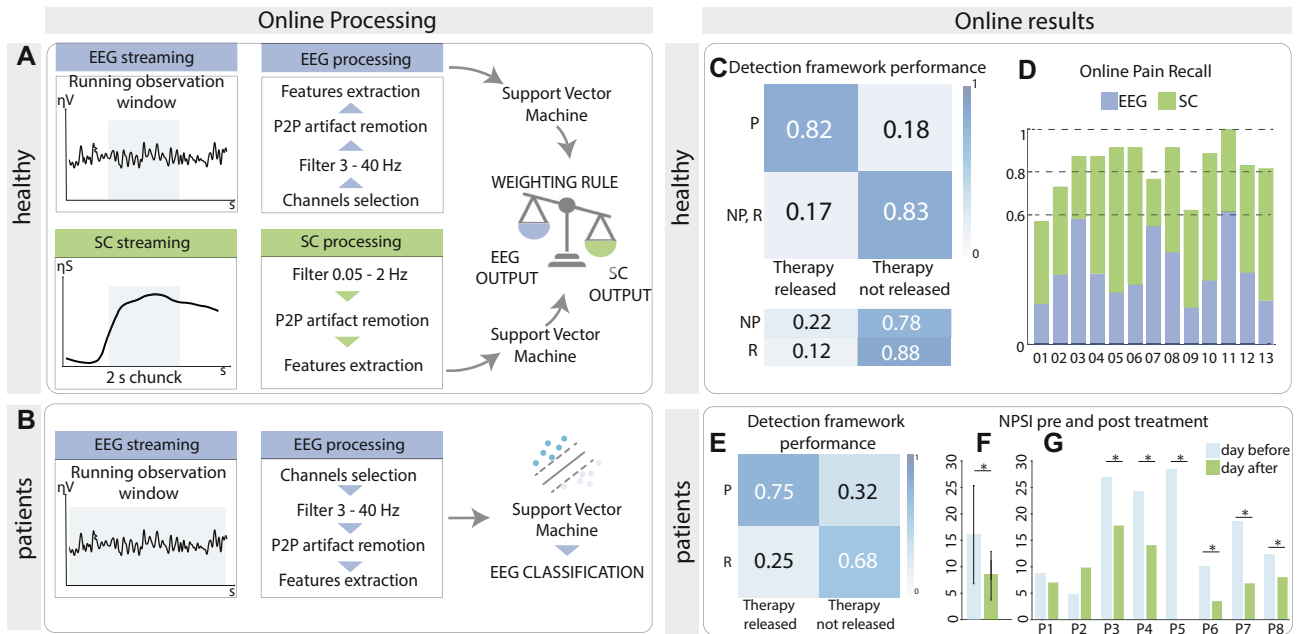 Online Processing
Online results
healthy
A
EEG streaming
Running observation
window
ηV
s
EEG processing
Features extraction
P2P artifact remotion
Filter 3 - 40 Hz
Channels selection
Support Vector
Machine
WEIGHTING RULE
EEG
OUTPUT
SC
OUTPUT
Support Vector
Machine
SC streaming
ηS
s
2 s chunck
SC processing
Filter 0.05 - 2 Hz
P2P artifact remotion
Features extraction
patients
B
EEG streaming
Running observation
window
ηV
s
EEG processing
Channels selection
Filter 3 - 40 Hz
P2P artifact remotion
Features extraction
Support Vector
Machine
EEG CLASSIFICATION
healthy
C
Detection framework performance
P
0.82
0.18
NP, R
0.17
0.83
1
0
Therapy
released
Therapy
not released
NP
0.22
0.78
R
0.12
0.88
D
Online Pain Recall
EEG
SC
1
0.8
0.6
0
01 02 03 04 05 06 07 08 09 10 11 12 13
patients
E
Detection framework
performance
P
0.75
0.32
R
0.25
0.68
1
0
Therapy
released
Therapy
not released
NPSI pre and post treatment
F
30
25
20
15
10
5
0
*
G
day before
day after
30
25
20
15
10
5
0
* * * * * *
P1 P2 P3 P4 P5 P6 P7 P8